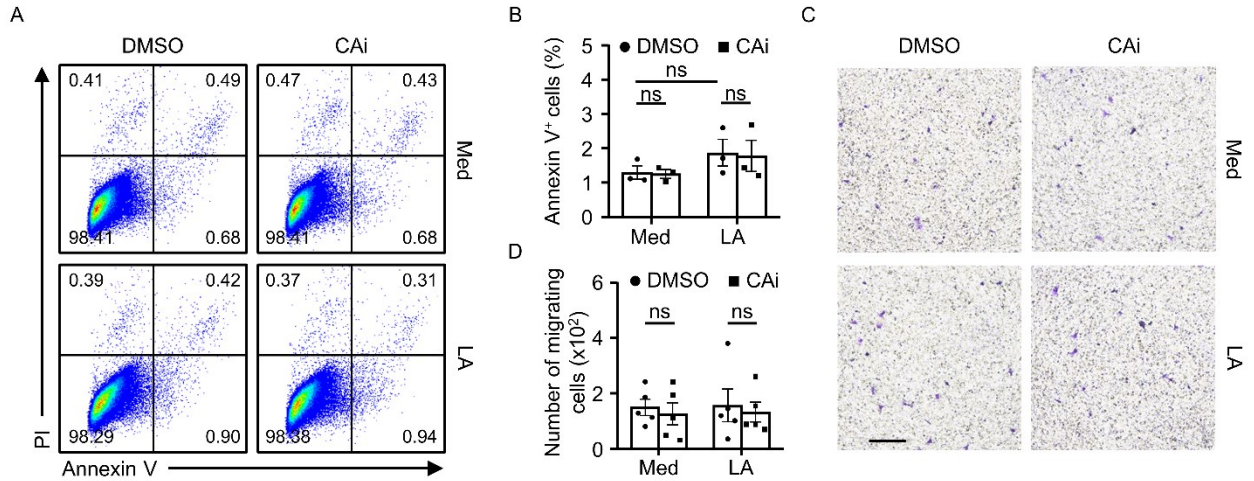 A
DMSO
CAi
0.41
0.49
98.41
0.68
0.47
0.43
98.41
0.68
Med
0.39
0.42
98.29
0.90
0.37
0.31
98.38
0.94
LA
PI
Annexin V
B
DMSO
CAi
Annexin V⁺ cells (%)
5
4
3
2
1
0
ns
ns
ns
Med
LA
D
DMSO
CAi
Number of migrating
cells (x10²)
6
4
2
0
ns
ns
Med
LA
C
DMSO
CAi
Med
LA